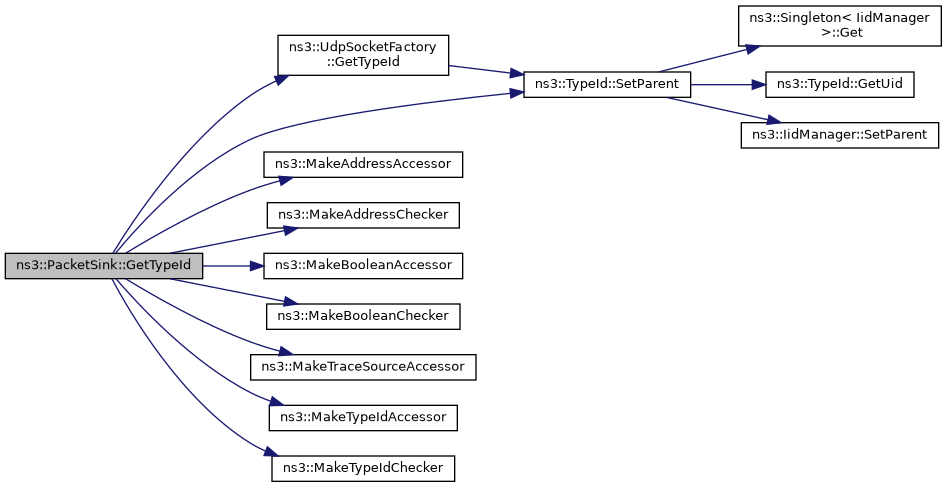 ns3::PacketSink::GetTypeId
ns3::UdpSocketFactory
::GetTypeId
ns3::TypeId::SetParent
ns3::Singleton< IidManager
>::Get
ns3::TypeId::GetUid
ns3::IidManager::SetParent
ns3::MakeAddressAccessor
ns3::MakeAddressChecker
ns3::MakeBooleanAccessor
ns3::MakeBooleanChecker
ns3::MakeTraceSourceAccessor
ns3::MakeTypeIdAccessor
ns3::MakeTypeIdChecker